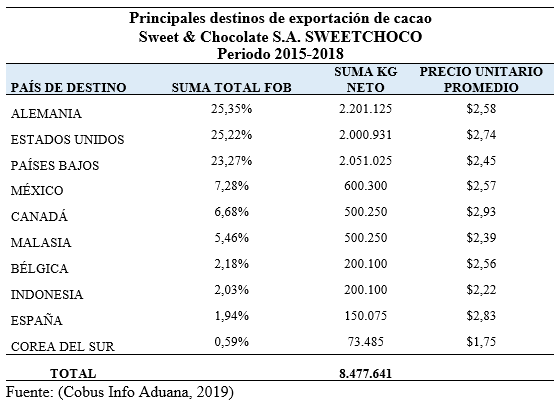 Principales destinos de exportación de cacao
Sweet & Chocolate S.A. SWEETCHOCO
Periodo 2015-2018
PAÍS DE DESTINO SUMA TOTAL FOB SUMA KG NETO PRECIO UNITARIO PROMEDIO
ALEMANIA 25,35% 2.201.125 $2,58
ESTADOS UNIDOS 25,22% 2.000.931 $2,74
PAÍSES BAJOS 23,27% 2.051.025 $2,45
MÉXICO 7,28% 600.300 $2,57
CANADÁ 6,68% 500.250 $2,93
MALASIA 5,46% 500.250 $2,39
BÉLGICA 2,18% 200.100 $2,56
INDONESIA 2,03% 200.100 $2,22
ESPAÑA 1,94% 150.075 $2,83
COREA DEL SUR 0,59% 73.485 $1,75
TOTAL 8.477.641
Fuente: (Cobus Info Aduana, 2019)